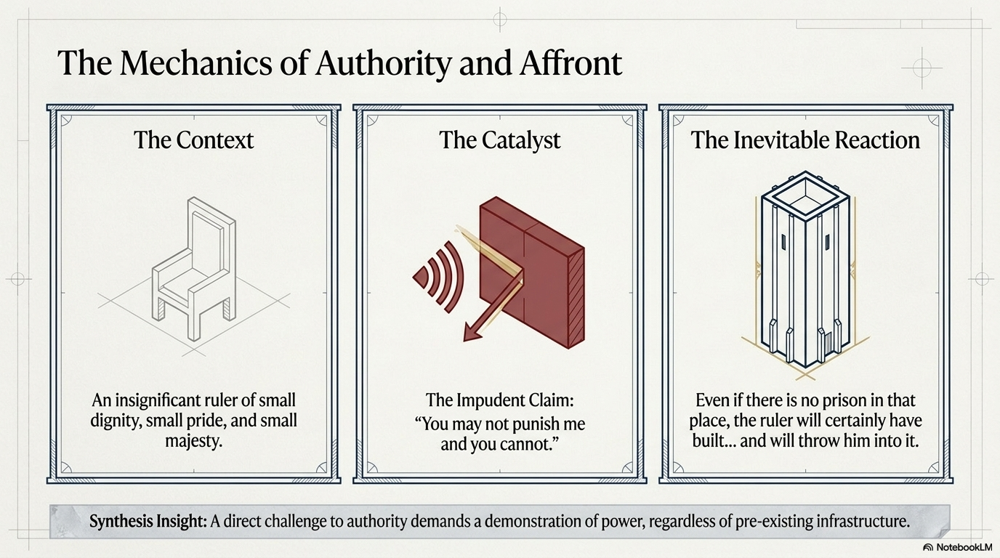 The Mechanics of Authority and Affront
The Context
An insignificant ruler of small
dignity, small pride, and small
majesty.
The Catalyst
The Impudent Claim:
“You may not punish me
and you cannot.”
The Inevitable Reaction
Even if there is no prison in that
place, the ruler will certainly have
built... and will throw him into it.
Synthesis Insight: A direct challenge to authority demands a demonstration of power, regardless of pre-existing infrastructure.
NotebookLM